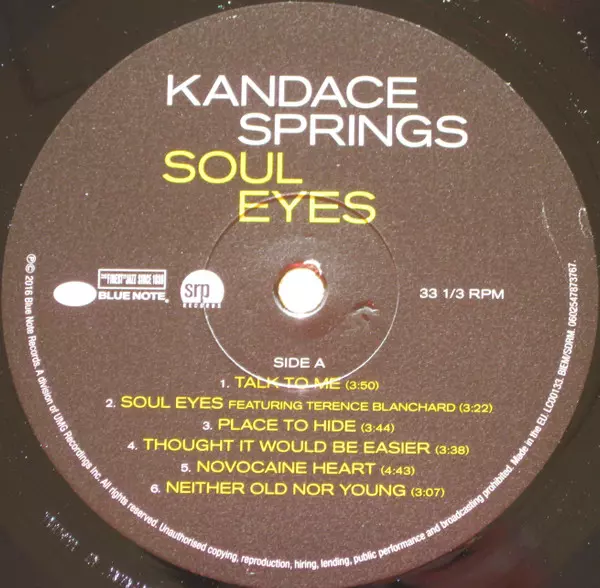 KANDACE
SPRINGS
SOUL
EYES
THE FINEST IN JAZZ SINCE 1939
BLUE NOTE
srp
RECORDS
33 1/3 RPM
SIDE A
1. TALK TO ME (3:50)
2. SOUL EYES FEATURING TERENCE BLANCHARD (3:22)
3. PLACE TO HIDE (3:44)
4. THOUGHT IT WOULD BE EASIER (3:38)
5. NOVOCAINE HEART (4:43)
6. NEITHER OLD NOR YOUNG (3:07)
℗© 2016 Blue Note Records. A division of UMG Recordings Inc. All rights reserved. Unauthorised copying, reproduction, hiring, lending, public performance and broadcasting prohibited. Made in the EU. LC00133. BIEM/SDRM. 0602547873767.